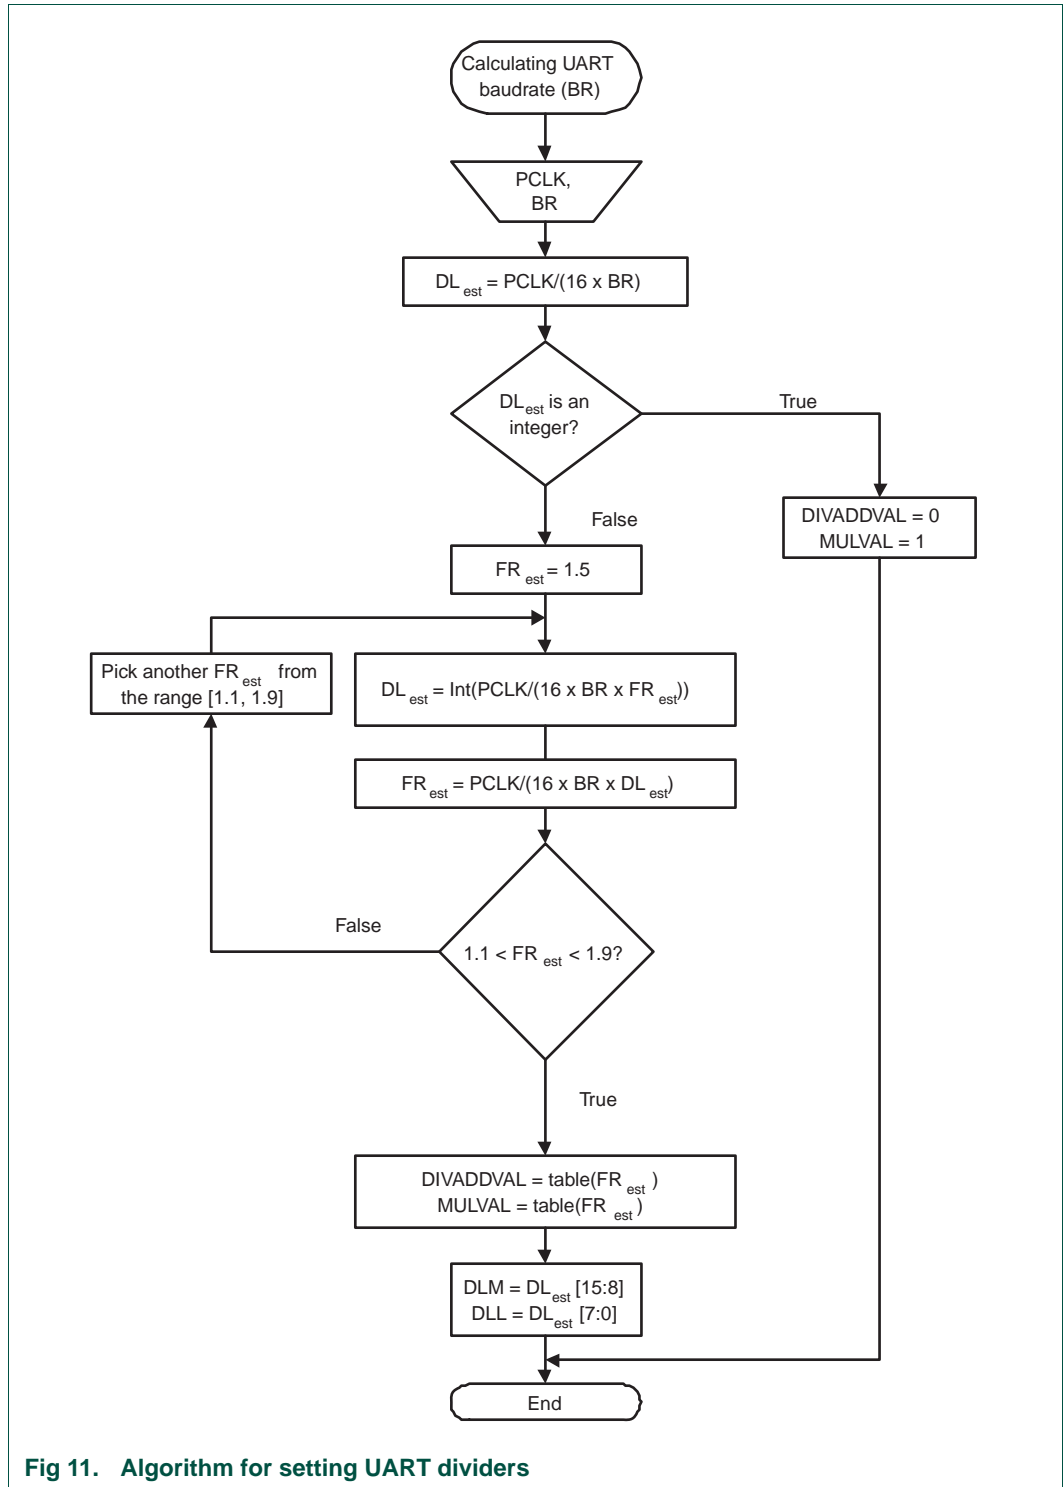 Calculating UART
baudrate (BR)
PCLK,
BR
DL est = PCLK/(16 x BR)
DL est is an
integer?
True
False
DIVADDVAL = 0
MULVAL = 1
FR est = 1.5
Pick another FR est from
the range [1.1, 1.9]
DL est = Int(PCLK/(16 x BR x FR est))
FR est = PCLK/(16 x BR x DL est)
False
1.1 < FR est < 1.9?
True
DIVADDVAL = table(FR est )
MULVAL = table(FR est )
DLM = DL est [15:8]
DLL = DL est [7:0]
End
Fig 11. Algorithm for setting UART dividers